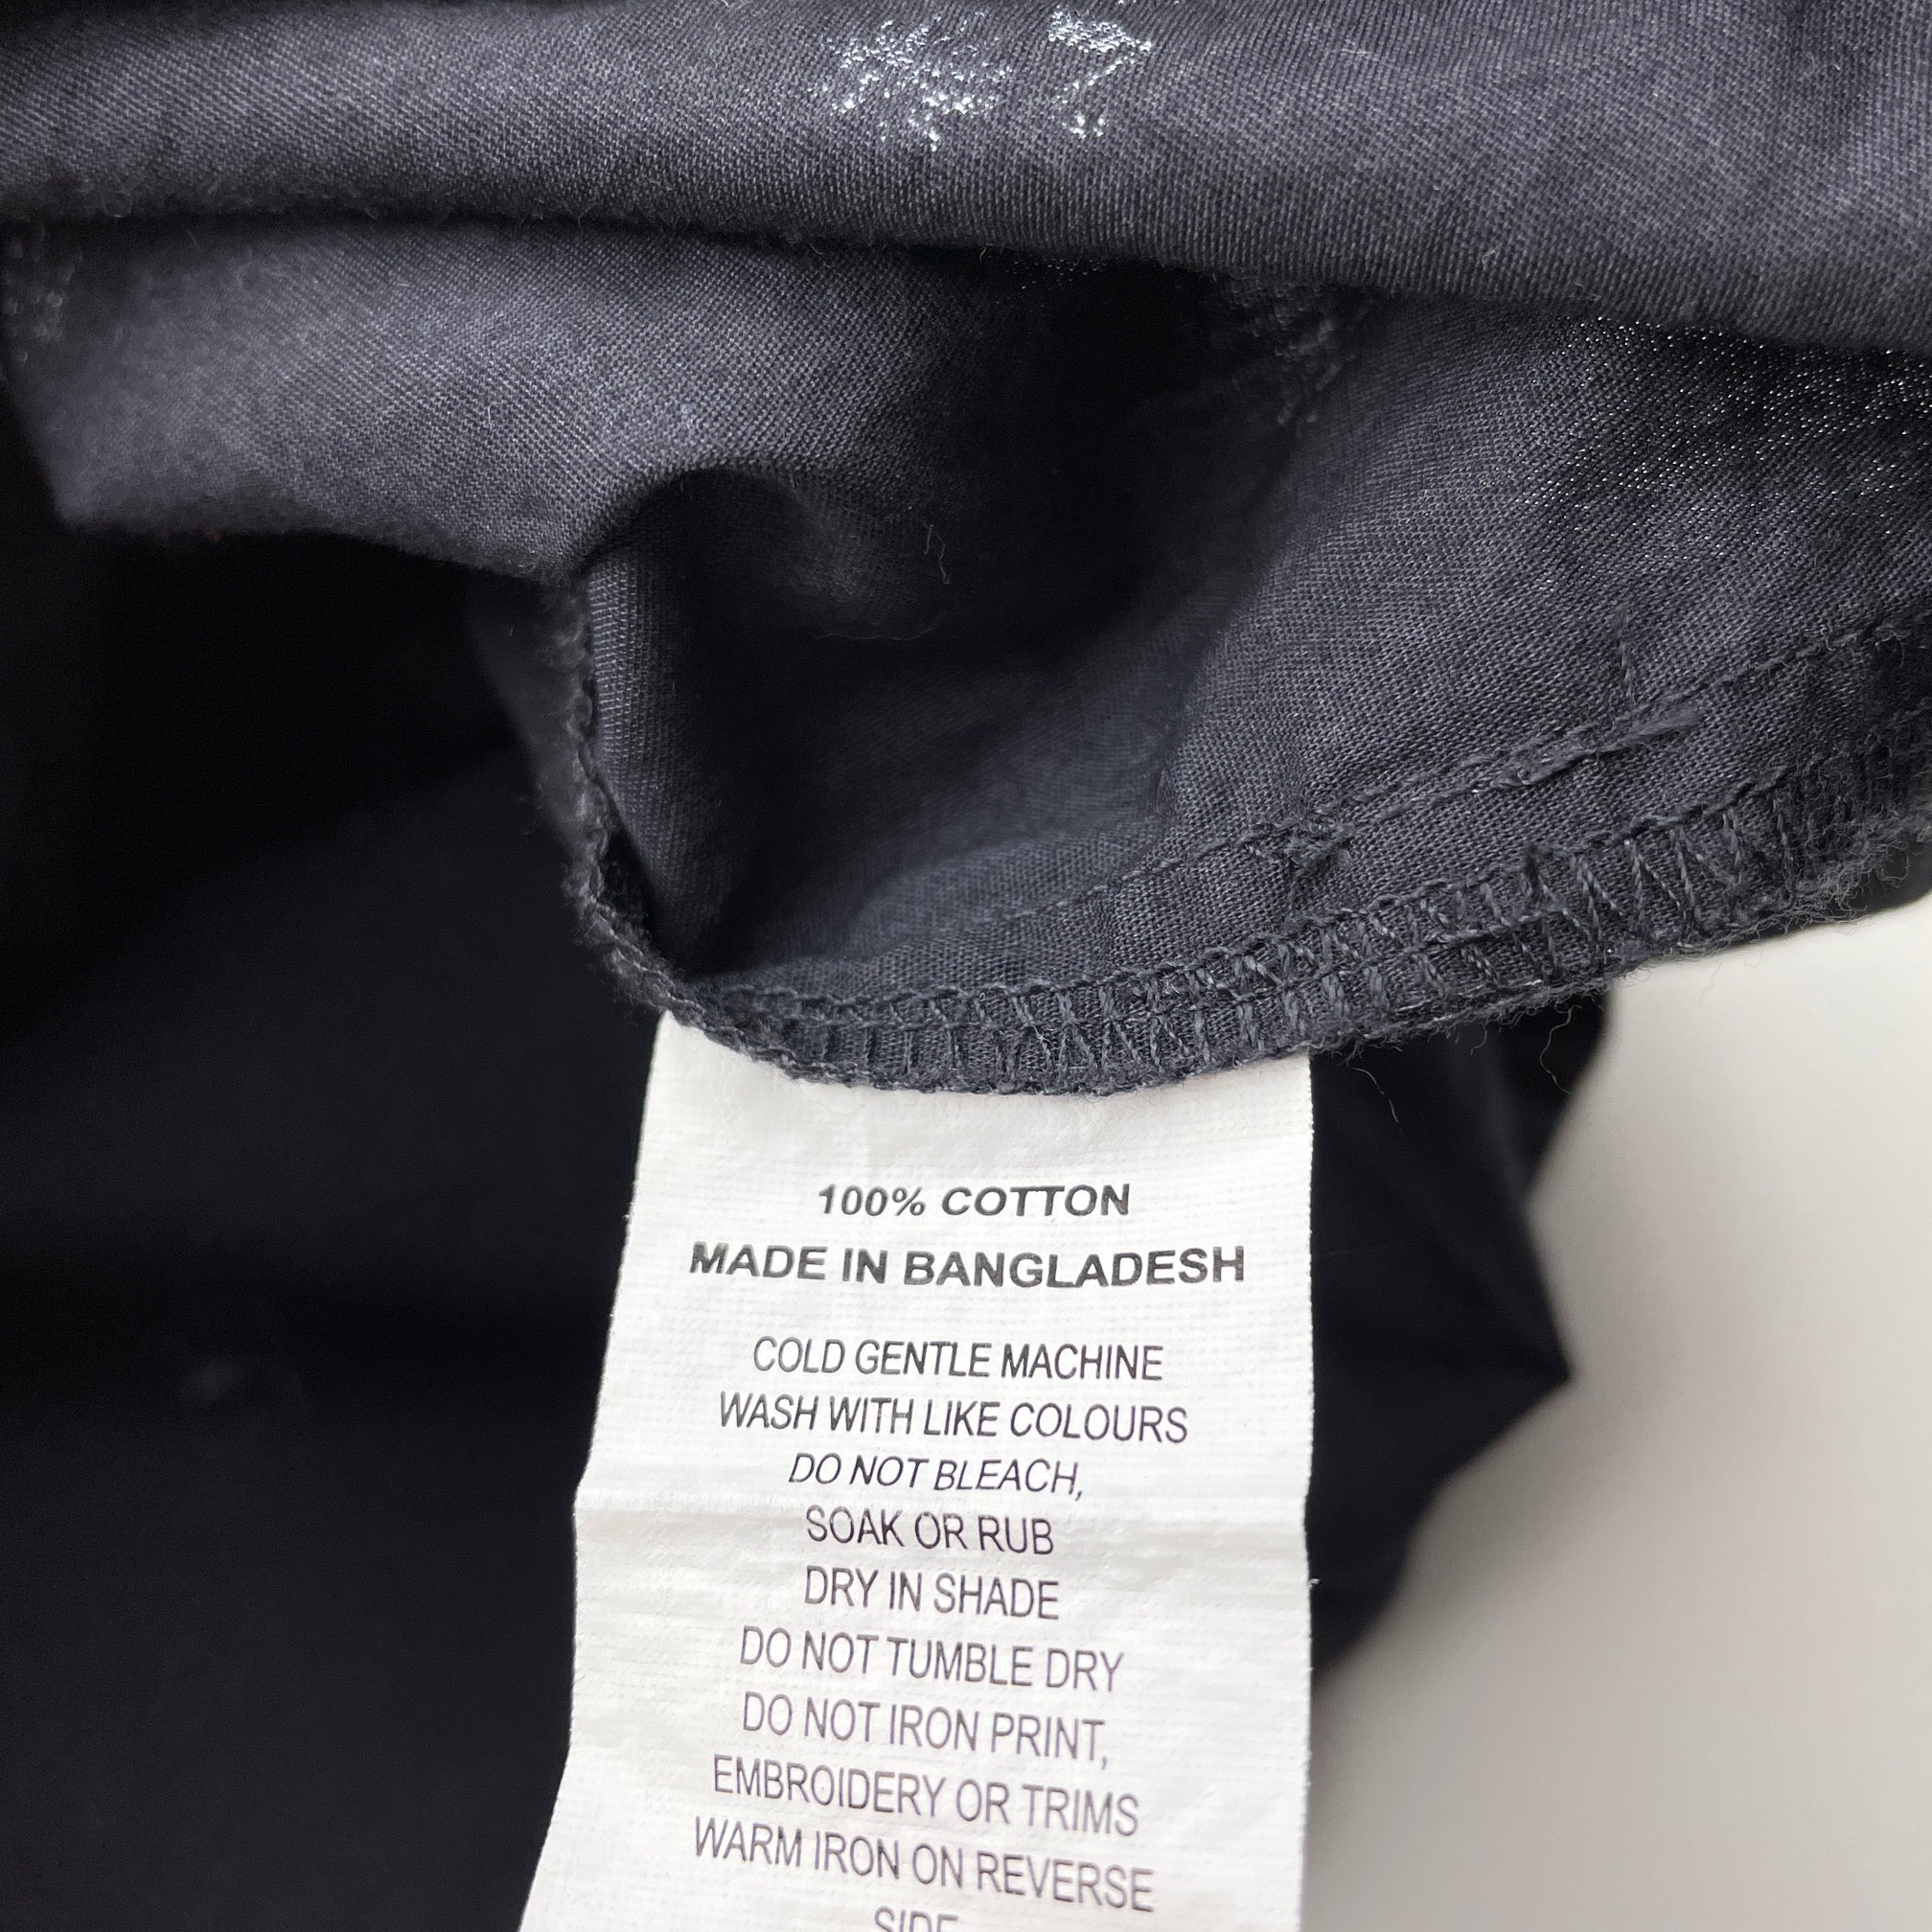 100% COTTON
MADE IN BANGLADESH
COLD GENTLE MACHINE
WASH WITH LIKE COLOURS
DO NOT BLEACH,
SOAK OR RUB
DRY IN SHADE
DO NOT TUMBLE DRY
DO NOT IRON PRINT,
EMBROIDERY OR TRIMS
WARM IRON ON REVERSE
SIDE